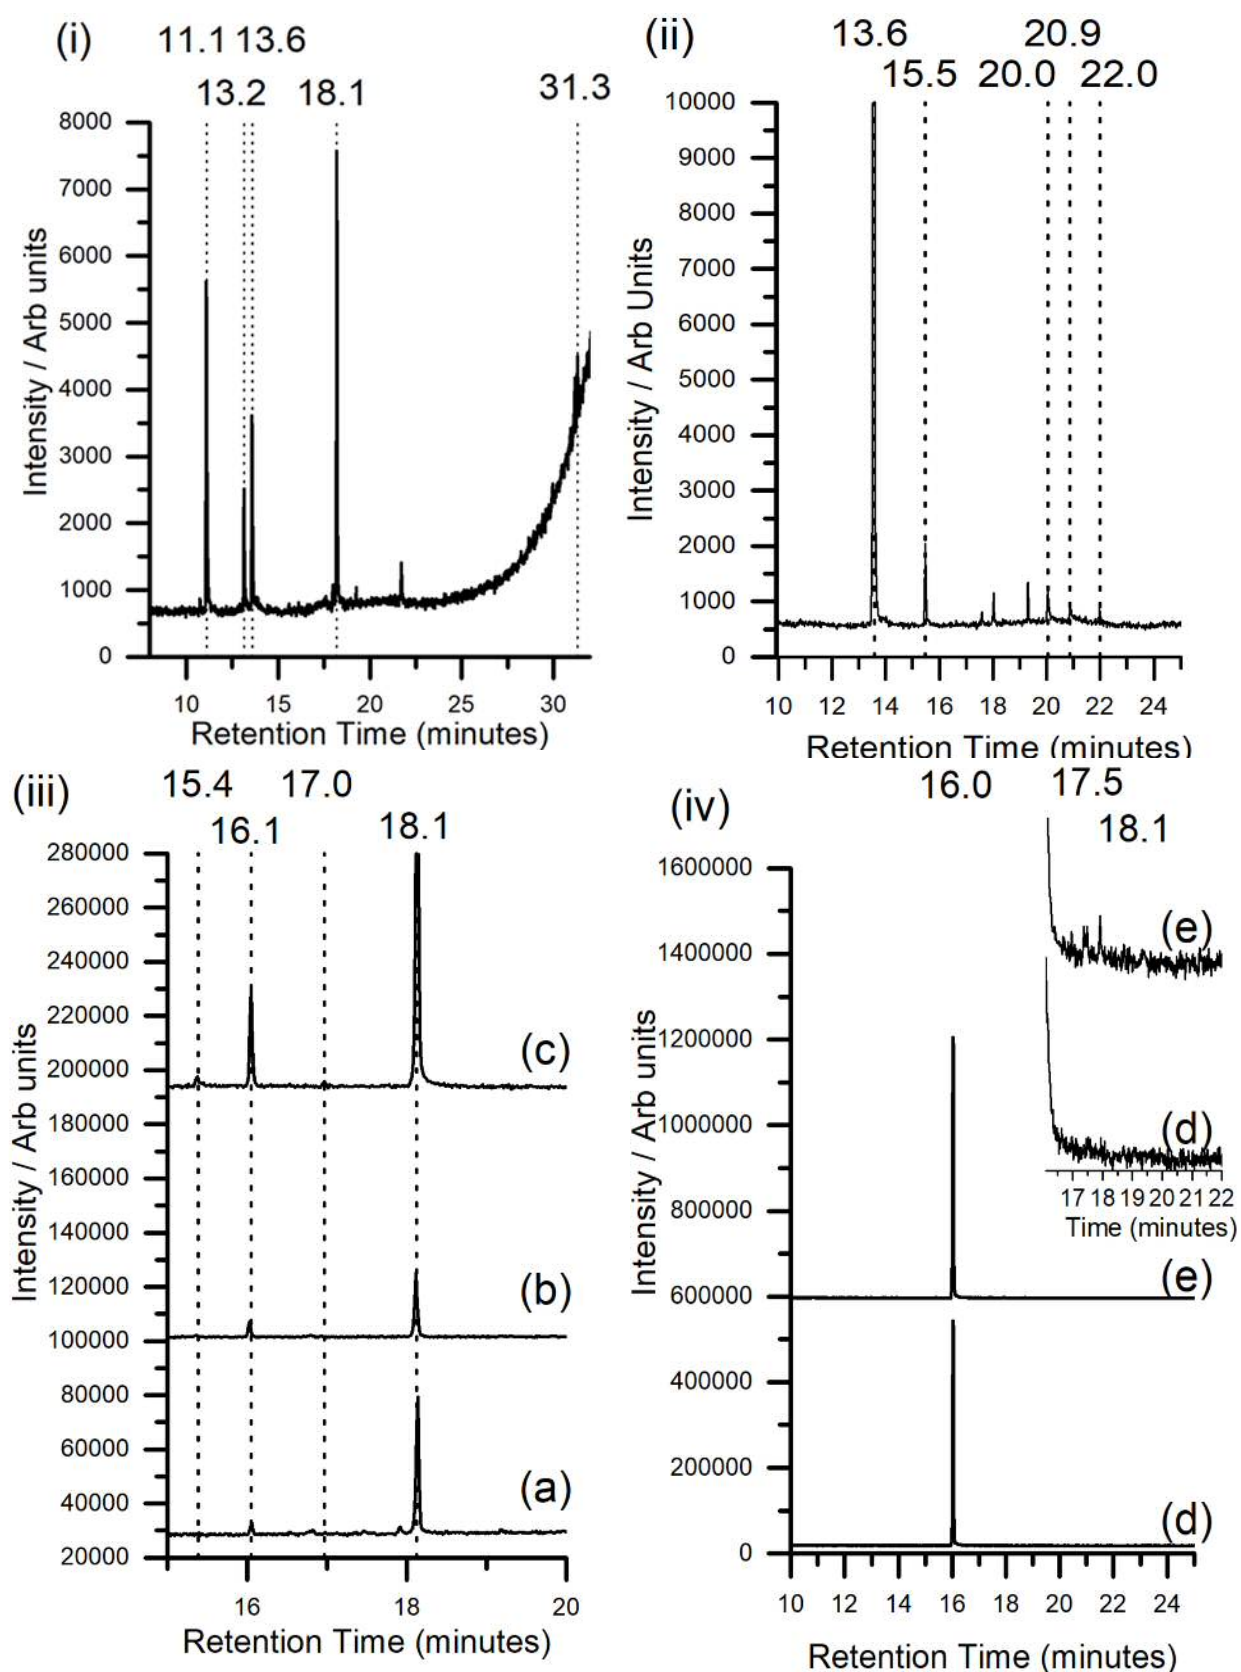 (i)
11.1 13.6
13.2 18.1
31.3
8000
7000
6000
5000
4000
3000
2000
1000
0
Intensity / Arb units
10 15 20 25 30
Retention Time (minutes)
(ii)
13.6 20.9
15.5 20.0 22.0
10000
9000
8000
7000
6000
5000
4000
3000
2000
1000
0
Intensity / Arb Units
10 12 14 16 18 20 22 24
Retention Time (minutes)
(iii)
15.4 17.0
16.1 18.1
280000
260000
240000
220000
200000
180000
160000
140000
120000
100000
80000
60000
40000
20000
Intensity / Arb units
(c)
(b)
(a)
16 18 20
Retention Time (minutes)
(iv)
16.0 17.5
18.1
1600000
1400000
1200000
1000000
800000
600000
400000
200000
0
Intensity / Arb units
(e)
(d)
17 18 19 20 21 22
Time (minutes)
(e)
(d)
10 12 14 16 18 20 22 24
Retention Time (minutes)